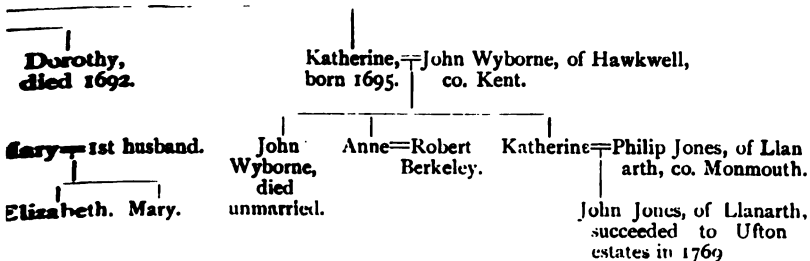 Dorothy,
died 1692.
Katherine,=John Wyborne, of Hawkwell,
born 1695. co. Kent.
Mary=1st husband.
John
Wyborne,
died
unmarried.
Anne=Robert
Berkeley.
Katherine=Philip Jones, of Llan
arth, co. Monmouth.
Elizabeth. Mary.
John Jones, of Llanarth,
succeeded to Ufton
estates in 1769